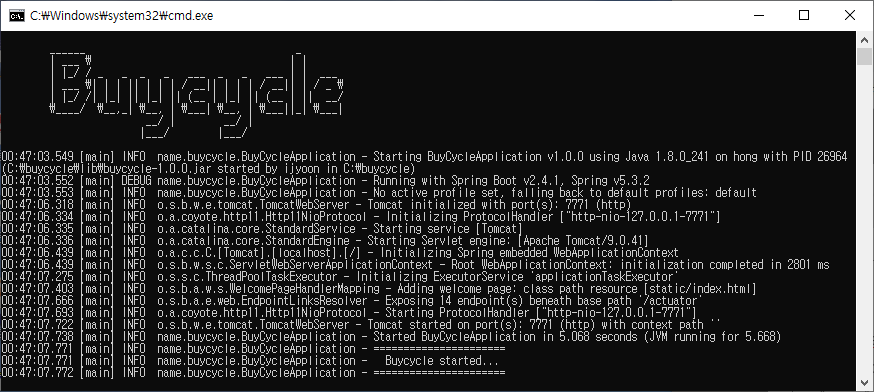 C:₩Windows₩system32₩cmd.exe
Buycycle
00:47:03.549 [main] INFO  name.buycycle.BuyCycleApplication - Starting BuyCycleApplication v1.0.0 using Java 1.8.0_241 on hong with PID 26964
(C:₩buycycle₩lib₩buycycle-1.0.0.jar started by ijyoon in C:₩buycycle)
00:47:03.552 [main] DEBUG name.buycycle.BuyCycleApplication - Running with Spring Boot v2.4.1, Spring v5.3.2
00:47:03.553 [main] INFO  name.buycycle.BuyCycleApplication - No active profile set, falling back to default profiles: default
00:47:06.318 [main] INFO  o.s.b.w.e.tomcat.TomcatWebServer - Tomcat initialized with port(s): 7771 (http)
00:47:06.334 [main] INFO  o.a.coyote.http11.Http11NioProtocol - Initializing ProtocolHandler ["http-nio-127.0.0.1-7771"]
00:47:06.335 [main] INFO  o.a.catalina.core.StandardService - Starting service [Tomcat]
00:47:06.336 [main] INFO  o.a.catalina.core.StandardEngine - Starting Servlet engine: [Apache Tomcat/9.0.41]
00:47:06.439 [main] INFO  o.a.c.c.C.[Tomcat].[localhost].[/] - Initializing Spring embedded WebApplicationContext
00:47:06.439 [main] INFO  o.s.b.w.s.c.ServletWebServerApplicationContext - Root WebApplicationContext: initialization completed in 2801 ms
00:47:07.275 [main] INFO  o.s.s.c.ThreadPoolTaskExecutor - Initializing ExecutorService 'applicationTaskExecutor'
00:47:07.403 [main] INFO  o.s.b.a.w.s.WelcomePageHandlerMapping - Adding welcome page: class path resource [static/index.html]
00:47:07.666 [main] INFO  o.s.b.a.e.web.EndpointLinksResolver - Exposing 14 endpoint(s) beneath base path '/actuator'
00:47:07.693 [main] INFO  o.a.coyote.http11.Http11NioProtocol - Starting ProtocolHandler ["http-nio-127.0.0.1-7771"]
00:47:07.722 [main] INFO  o.s.b.w.e.tomcat.TomcatWebServer - Tomcat started on port(s): 7771 (http) with context path ''
00:47:07.738 [main] INFO  name.buycycle.BuyCycleApplication - Started BuyCycleApplication in 5.068 seconds (JVM running for 5.668)
00:47:07.771 [main] INFO  name.buycycle.BuyCycleApplication - ======================
00:47:07.771 [main] INFO  name.buycycle.BuyCycleApplication -   Buycycle started...
00:47:07.772 [main] INFO  name.buycycle.BuyCycleApplication - ======================